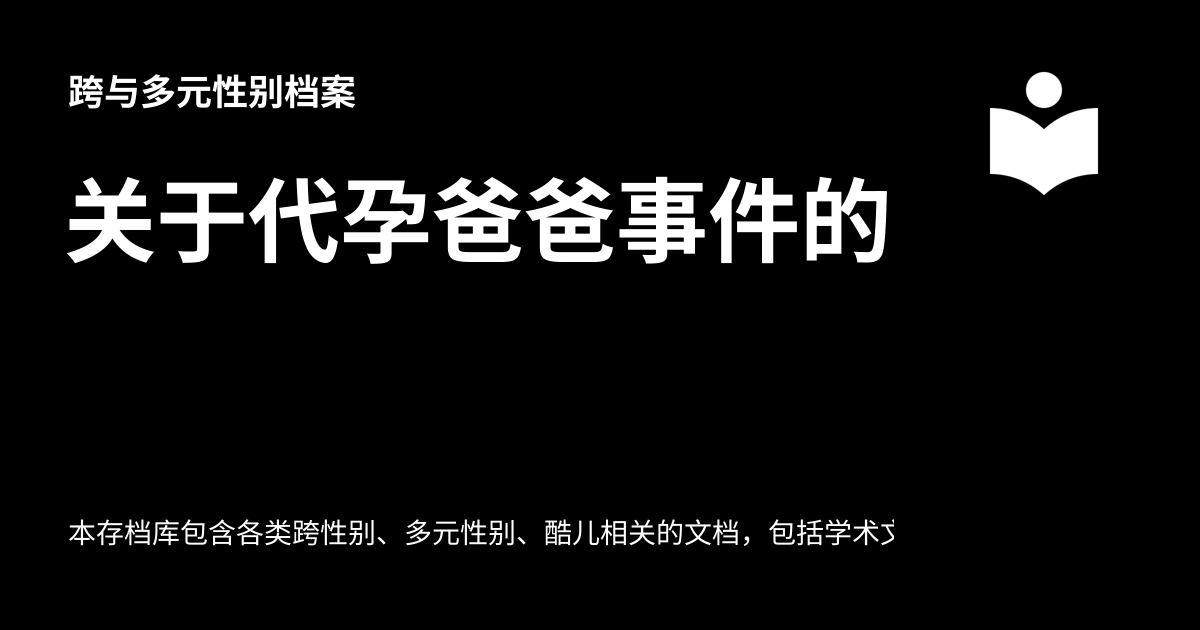 跨与多元性别档案
关于代孕爸爸事件的
本存档库包含各类跨性别、多元性别、酷儿相关的文档，包括学术